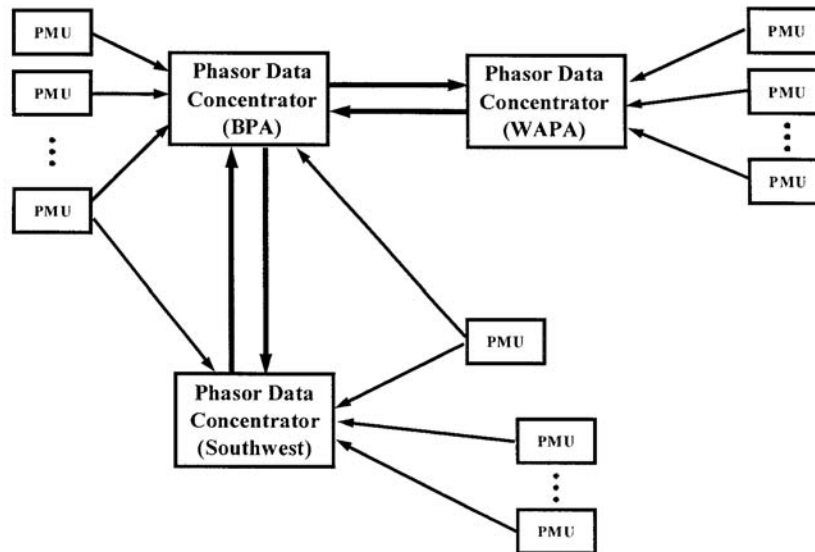 PMU
PMU
PMU
Phasor Data
Concentrator
(BPA)
Phasor Data
Concentrator
(WAPA)
PMU
PMU
PMU
PMU
Phasor Data
Concentrator
(Southwest)
PMU
PMU